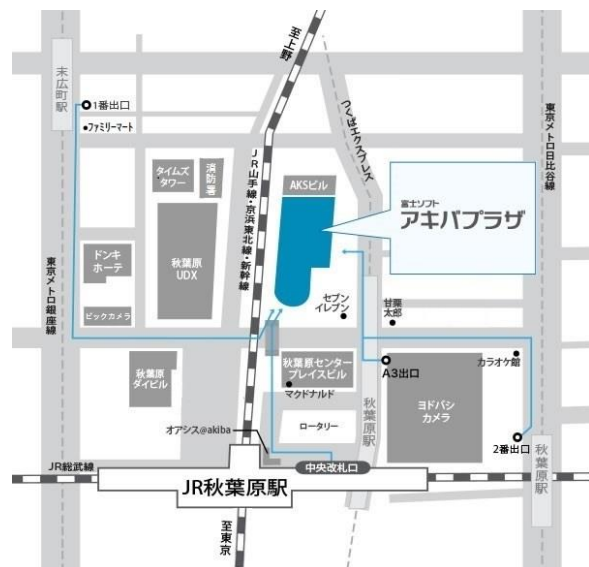 至上野
末広町駅
1番出口
ファミリーマート
つくばエクスプレス
東京メトロ日比谷線
タイムズ
タワー
消防署
AKSビル
JR山手線・京浜東北線・新幹線
富士ソフト
アキバプラザ
ドンキ
ホーテ
秋葉原
UDX
東京メトロ銀座線
ビックカメラ
セブン
イレブン
甘栗
太郎
秋葉原
ダイビル
秋葉原センター
プレイスビル
マクドナルド
A3出口
カラオケ館
ヨドバシ
カメラ
秋葉原駅
ロータリー
オアシス@akiba
2番出口
JR総武線
中央改札口
JR秋葉原駅
秋葉原駅
至東京